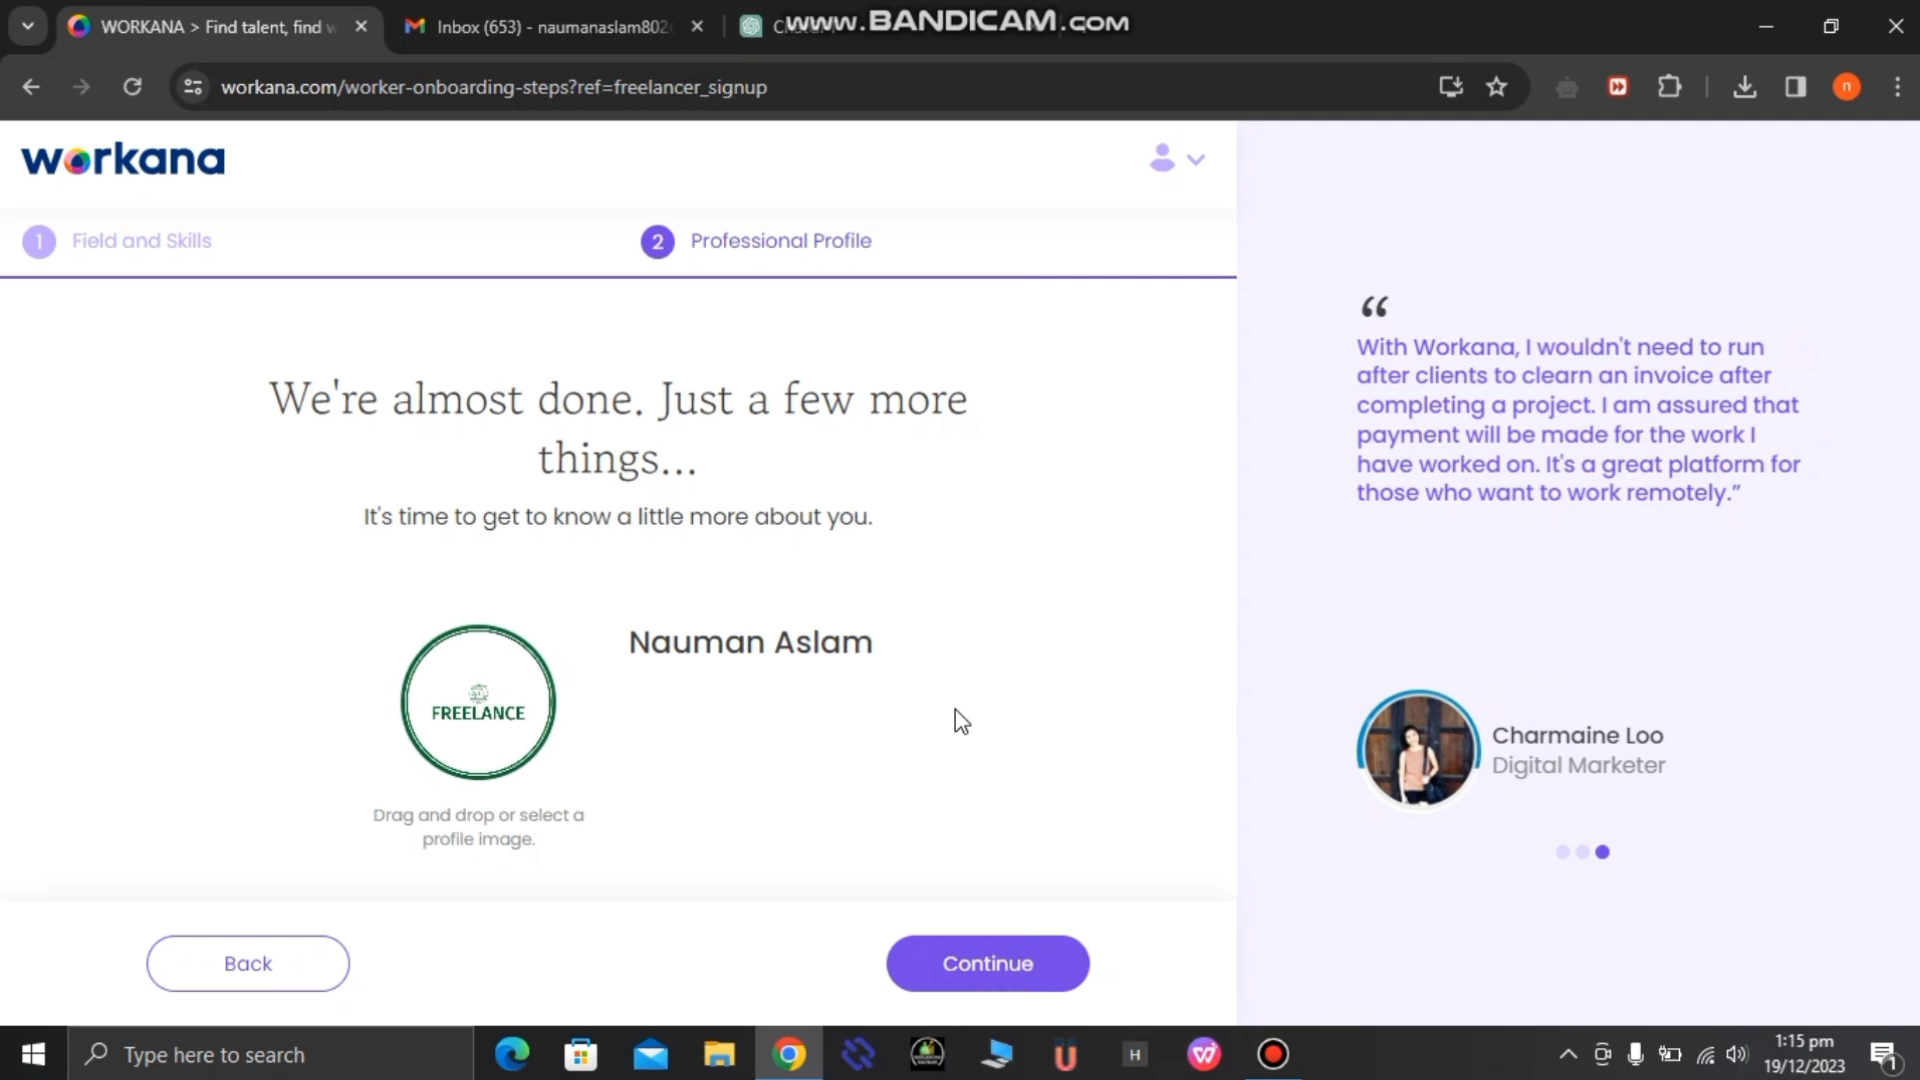 WORKANA > Find talent, find w
Inbox (653) - naumanaslam802
www.BANDICAM.com
workana.com/worker-onboarding-steps?ref=freelancer_signup
n
workana
1 Field and Skills
2 Professional Profile
We're almost done. Just a few more
things...
It's time to get to know a little more about you.
FREELANCE
Nauman Aslam
Drag and drop or select a
profile image.
Back
Continue
“
With Workana, I wouldn't need to run
after clients to clearn an invoice after
completing a project. I am assured that
payment will be made for the work I
have worked on. It's a great platform for
those who want to work remotely.”
Charmaine Loo
Digital Marketer
Type here to search
H
1:15 pm
19/12/2023
1